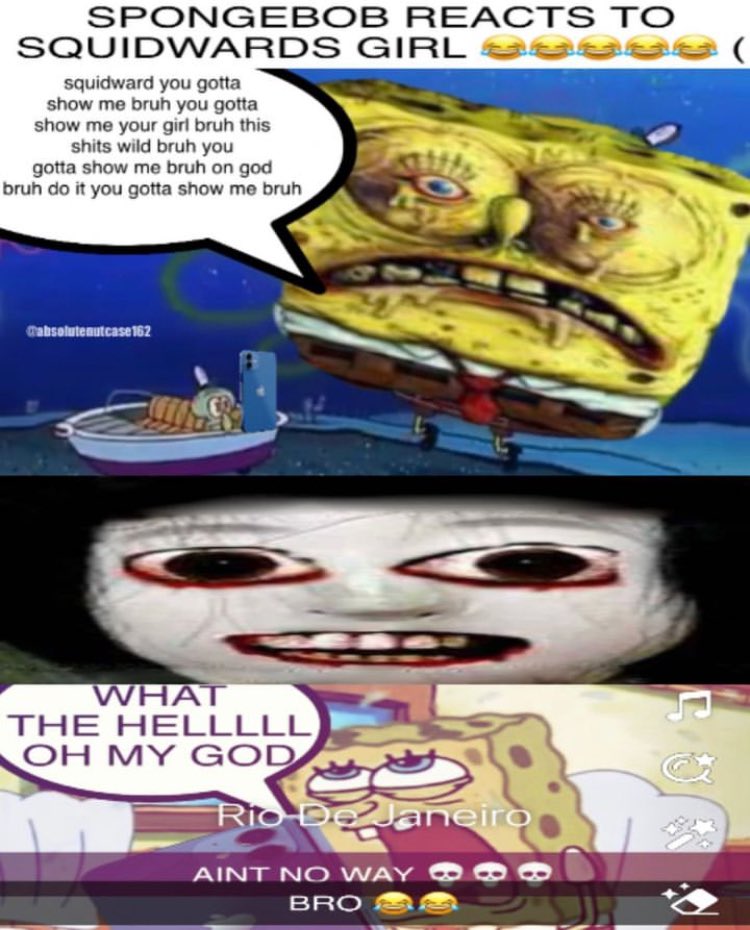 SPONGEBOB REACTS TO
SQUIDWARDS GIRL 😂😂😂😂😂 (
squidward you gotta
show me bruh you gotta
show me your girl bruh this
shits wild bruh you
gotta show me bruh on god
bruh do it you gotta show me bruh
@absolutenutcase162
WHAT
THE HELLLLL
OH MY GOD
Rio De Janeiro
AINT NO WAY 💀💀💀
BRO 😂😂